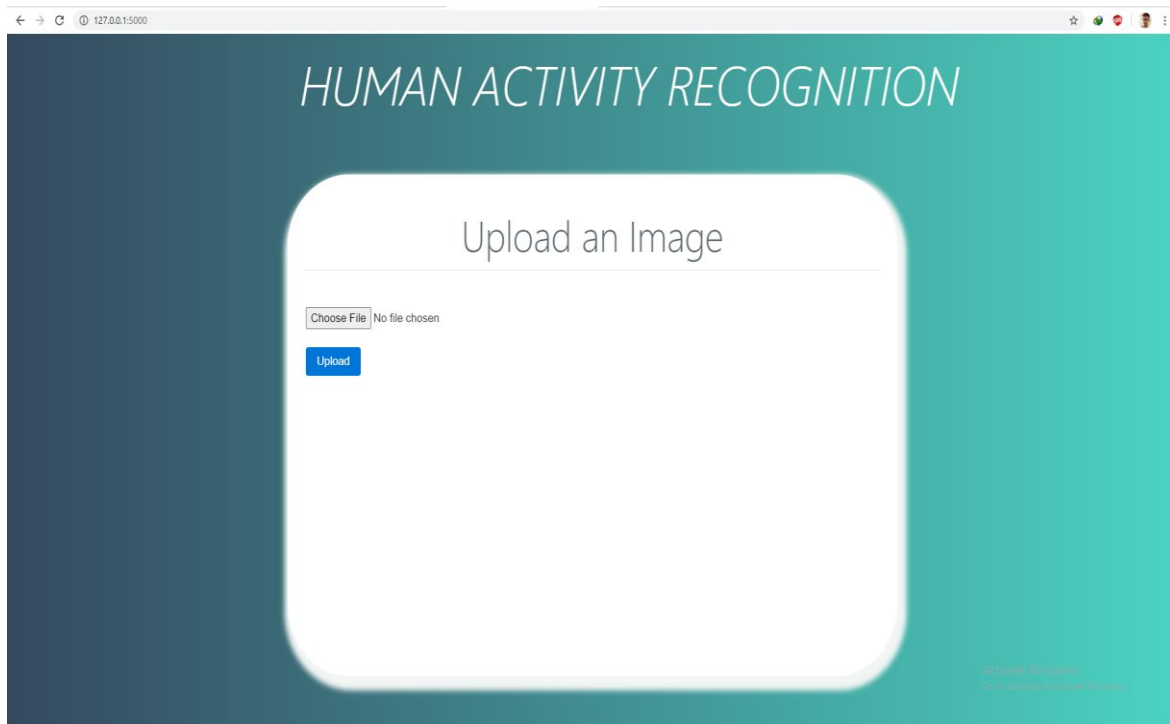 127.0.0.1:5000
HUMAN ACTIVITY RECOGNITION
Upload an Image
Choose File No file chosen
Upload
Activate Windows